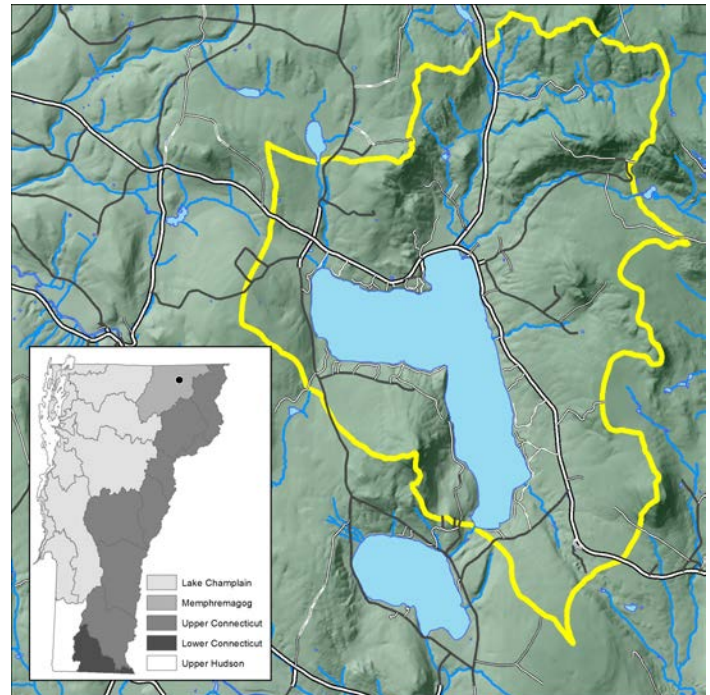 Lake Champlain
Memphremagog
Upper Connecticut
Lower Connecticut
Upper Hudson